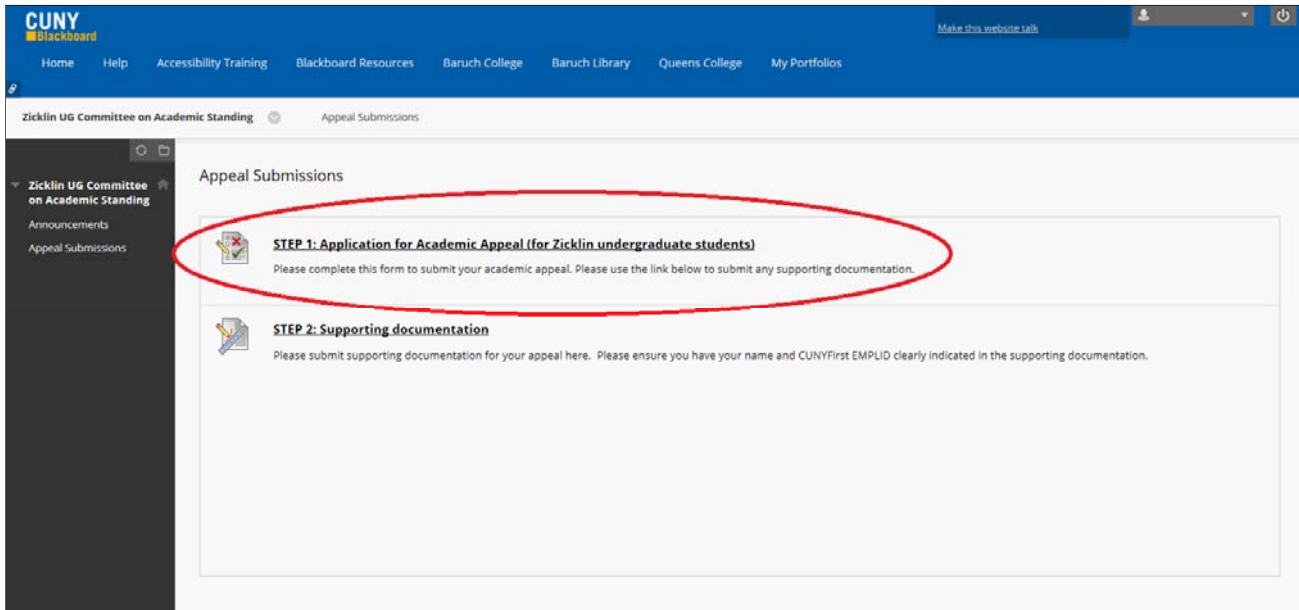 CUNY
Blackboard
Make this website talk
Home Help Accessibility Training Blackboard Resources Baruch College Baruch Library Queens College My Portfolios
Zicklin UG Committee on Academic Standing Appeal Submissions
Zicklin UG Committee
on Academic Standing
Announcements
Appeal Submissions
Appeal Submissions
STEP 1: Application for Academic Appeal (for Zicklin undergraduate students)
Please complete this form to submit your academic appeal. Please use the link below to submit any supporting documentation.
STEP 2: Supporting documentation
Please submit supporting documentation for your appeal here. Please ensure you have your name and CUNYFirst EMPLID clearly indicated in the supporting documentation.